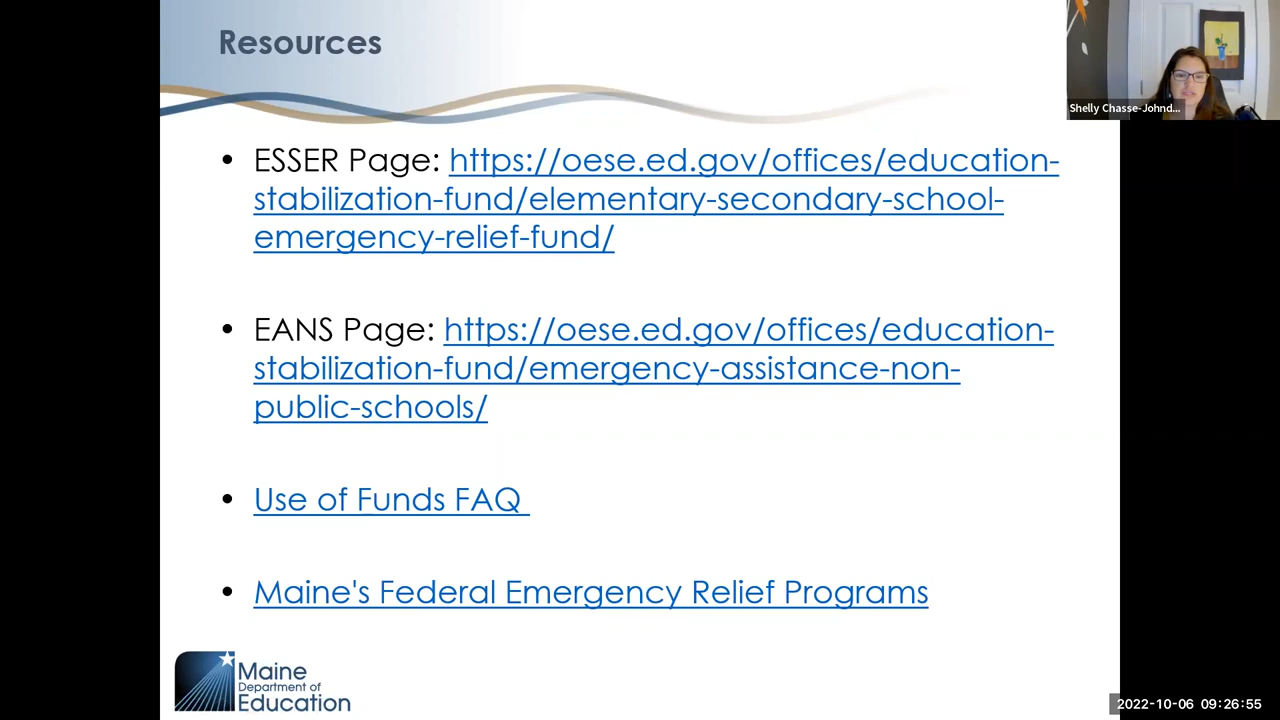 Resources
Shelly Chasse-Johnd...
• ESSER Page: https://oese.ed.gov/offices/education-
stabilization-fund/elementary-secondary-school-
emergency-relief-fund/
• EANS Page: https://oese.ed.gov/offices/education-
stabilization-fund/emergency-assistance-non-
public-schools/
• Use of Funds FAQ
• Maine's Federal Emergency Relief Programs
Maine
Department of
Education
2022-10-06 09:26:55